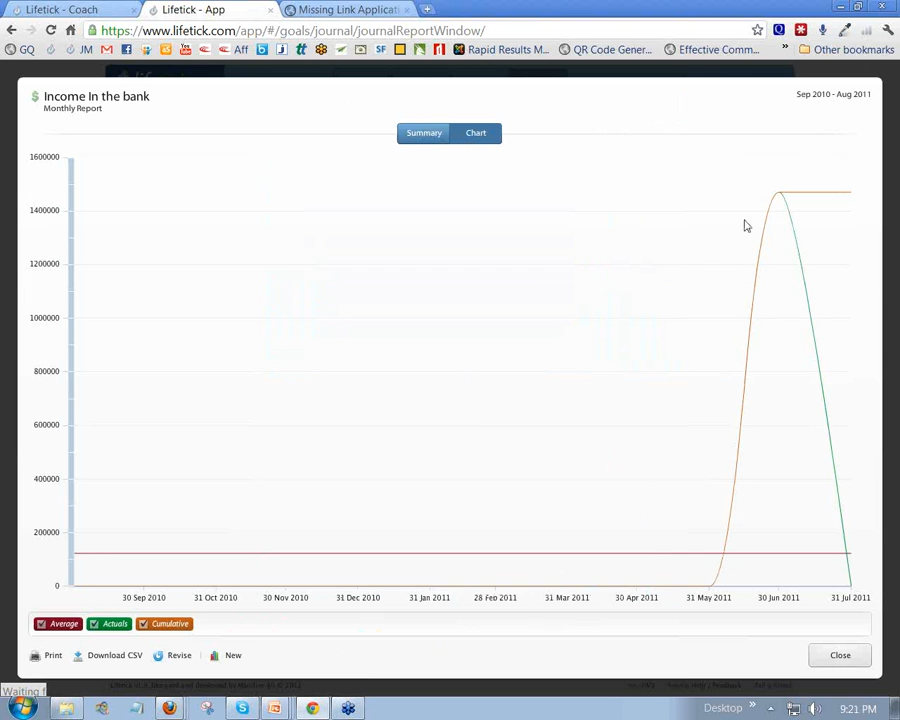 Lifetick - Coach
Lifetick - App
Missing Link Applicati
https://www.lifetick.com/app/#/goals/journal/journalReportWindow/
GQ
JM
Aff
SF
Rapid Results M...
QR Code Gener...
Effective Comm...
Other bookmarks
Income In the bank
Monthly Report
Sep 2010 - Aug 2011
Summary
Chart
1600000
1400000
1200000
1000000
800000
600000
400000
200000
0
30 Sep 2010
31 Oct 2010
30 Nov 2010
31 Dec 2010
31 Jan 2011
28 Feb 2011
31 Mar 2011
30 Apr 2011
31 May 2011
30 Jun 2011
31 Jul 2011
Average
Actuals
Cumulative
Print
Download CSV
Revise
New
Close
Waiting f
Desktop
9:21 PM